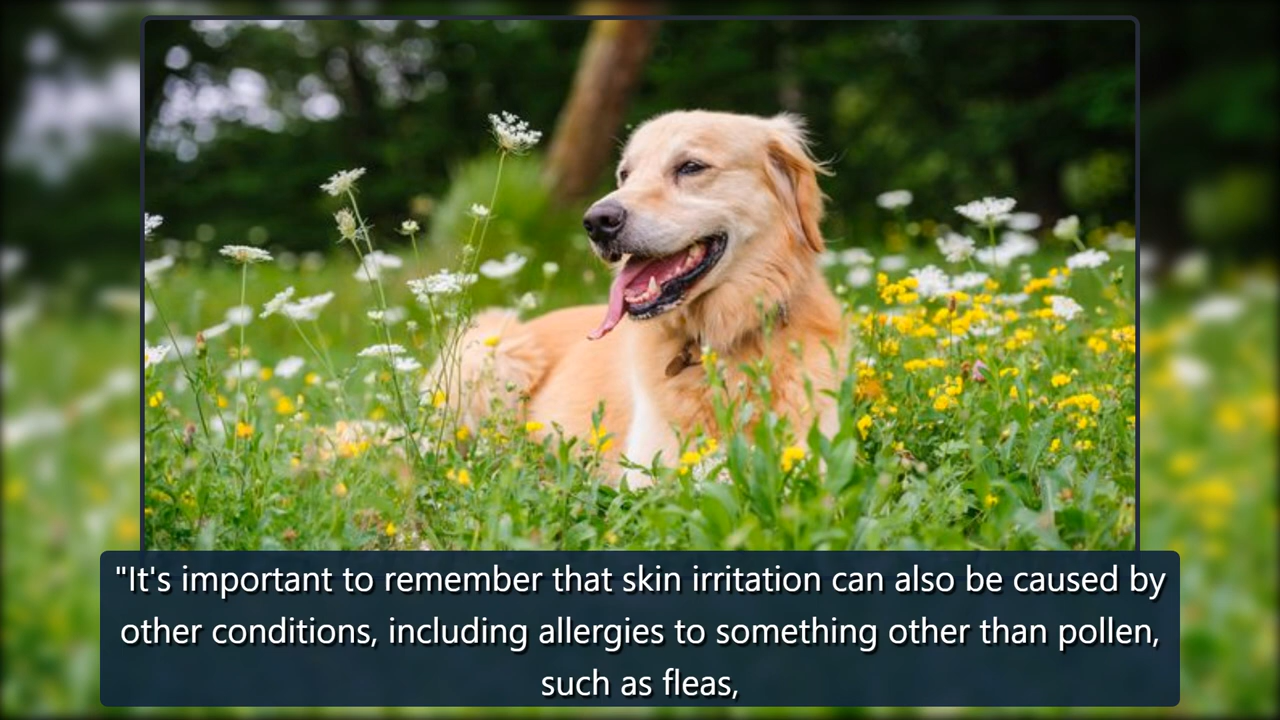 "It's important to remember that skin irritation can also be caused by
other conditions, including allergies to something other than pollen,
such as fleas,